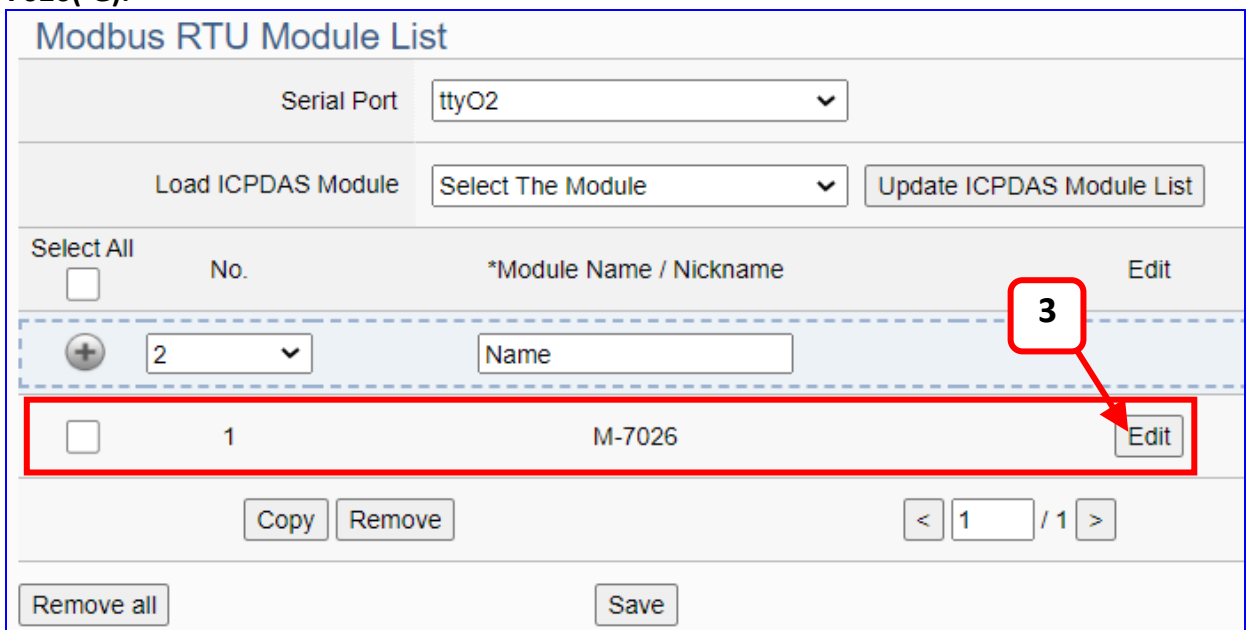 Modbus RTU Module List
Serial Port ttyO2
Load ICPDAS Module Select The Module Update ICPDAS Module List
Select All
No. *Module Name / Nickname Edit
3
2 Name
1 M-7026 Edit
Copy Remove < 1 / 1 >
Remove all Save